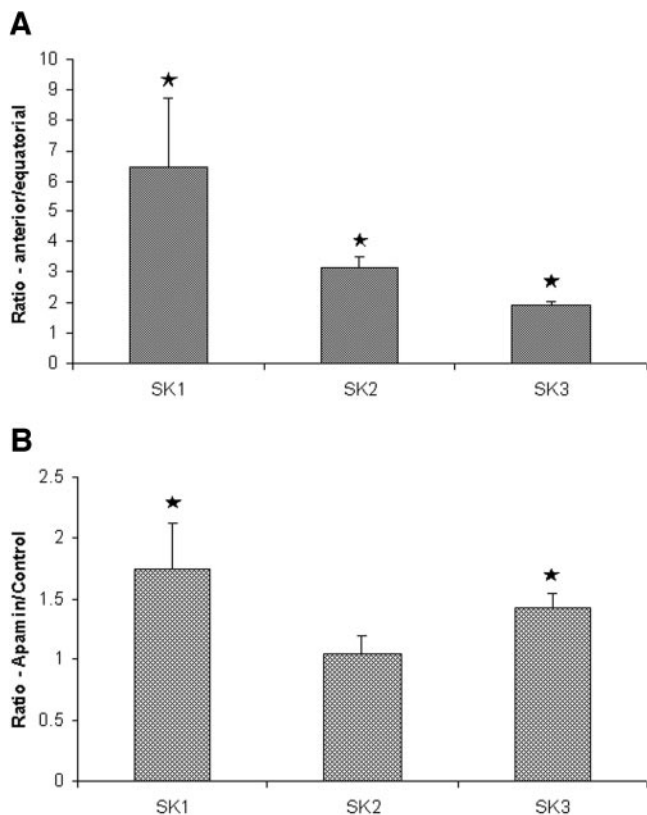 A
Ratio - anterior/equatorial
10
9
8
7
6
5
4
3
2
1
0
SK1 SK2 SK3
B
Ratio - Apamin/Control
2.5
2
1.5
1
0.5
0
SK1 SK2 SK3